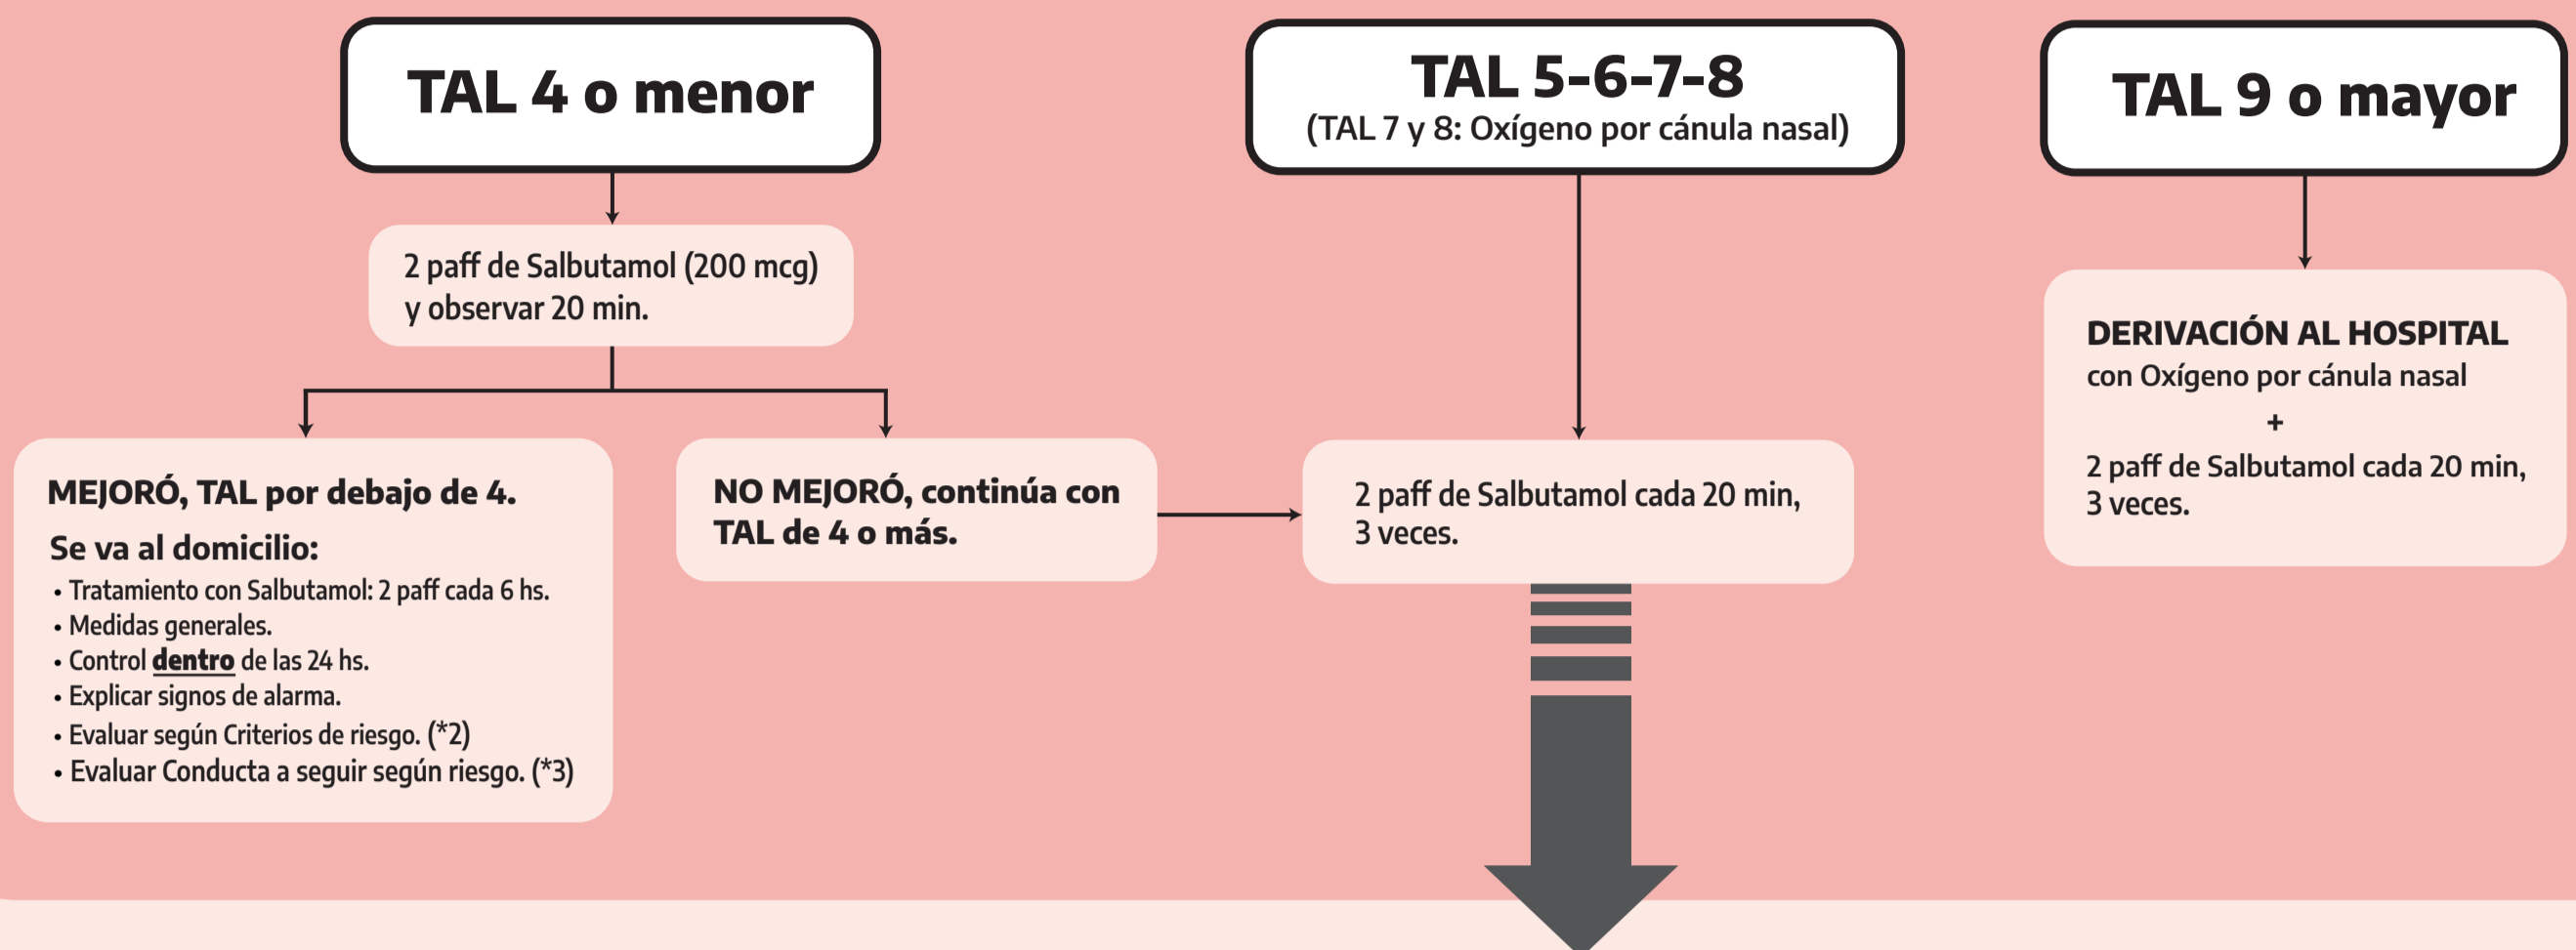 TAL 4 o menor
2 paff de Salbutamol (200 mcg)
y observar 20 min.
MEJORÓ, TAL por debajo de 4.
Se va al domicilio:
• Tratamiento con Salbutamol: 2 paff cada 6 hs.
• Medidas generales.
• Control dentro de las 24 hs.
• Explicar signos de alarma.
• Evaluar según Criterios de riesgo. (*2)
• Evaluar Conducta a seguir según riesgo. (*3)
NO MEJORÓ, continúa con
TAL de 4 o más.
TAL 5-6-7-8
(TAL 7 y 8: Oxígeno por cánula nasal)
2 paff de Salbutamol cada 20 min,
3 veces.
TAL 9 o mayor
DERIVACIÓN AL HOSPITAL
con Oxígeno por cánula nasal
+
2 paff de Salbutamol cada 20 min,
3 veces.